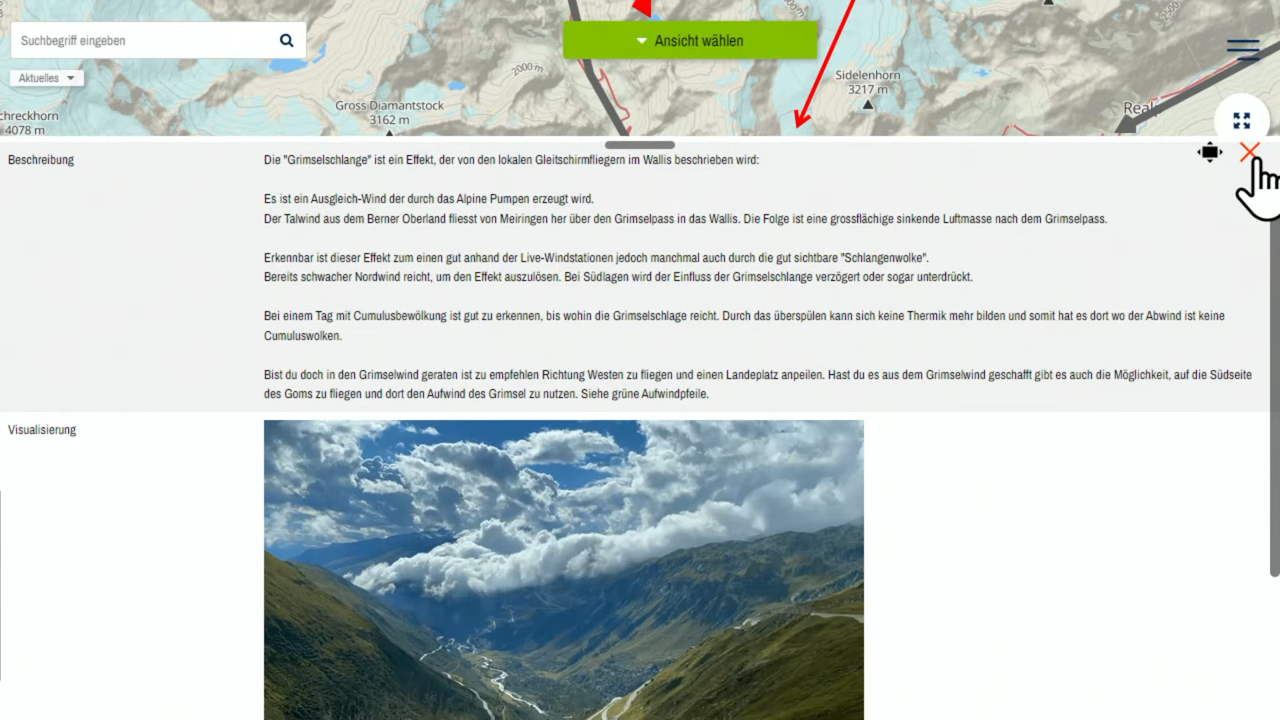 Suchbegriff eingeben
Ansicht wählen
Aktuelles
2000 m
Sidelenhorn
3217 m
Gross Diamantstock
3162 m
chreckhorn
4078 m
Beschreibung
Die "Grimselschlange" ist ein Effekt, der von den lokalen Gleitschirmfliegern im Wallis beschrieben wird:
Es ist ein Ausgleich-Wind der durch das Alpine Pumpen erzeugt wird.
Der Talwind aus dem Berner Oberland fliesst von Meiringen her über den Grimselpass in das Wallis. Die Folge ist eine grossflächige sinkende Luftmasse nach dem Grimselpass.
Erkennbar ist dieser Effekt zum einen gut anhand der Live-Windstationen jedoch manchmal auch durch die gut sichtbare "Schlangenwolke".
Bereits schwacher Nordwind reicht, um den Effekt auszulösen. Bei Südlagen wird der Einfluss der Grimselschlange verzögert oder sogar unterdrückt.
Bei einem Tag mit Cumulusbewölkung ist gut zu erkennen, bis wohin die Grimselschlage reicht. Durch das überspülen kann sich keine Thermik mehr bilden und somit hat es dort wo der Abwind ist keine
Cumuluswolken.
Bist du doch in den Grimselwind geraten ist zu empfehlen Richtung Westen zu fliegen und einen Landeplatz anpeilen. Hast du es aus dem Grimselwind geschafft gibt es auch die Möglichkeit, auf die Südseite
des Goms zu fliegen und dort den Aufwind des Grimsel zu nutzen. Siehe grüne Aufwindpfeile.
Visualisierung